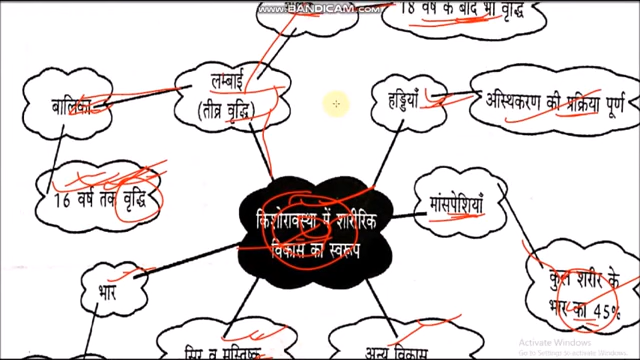 www.BANDICAM.com
18 वर्ष के बाद भी वृद्धि
लम्बाई
(तीव्र वृद्धि)
बालिका
हड्डियाँ
अस्थिकरण की प्रक्रिया पूर्ण
16 वर्ष तक वृद्धि
मांसपेशियाँ
किशोरावस्था में शारीरिक
विकास का स्वरूप
भार
कुल शरीर के
भार का 45%
सिर व मस्तिष्क
अन्य विकास
Activate Windows
Go to Settings to activate Windows.